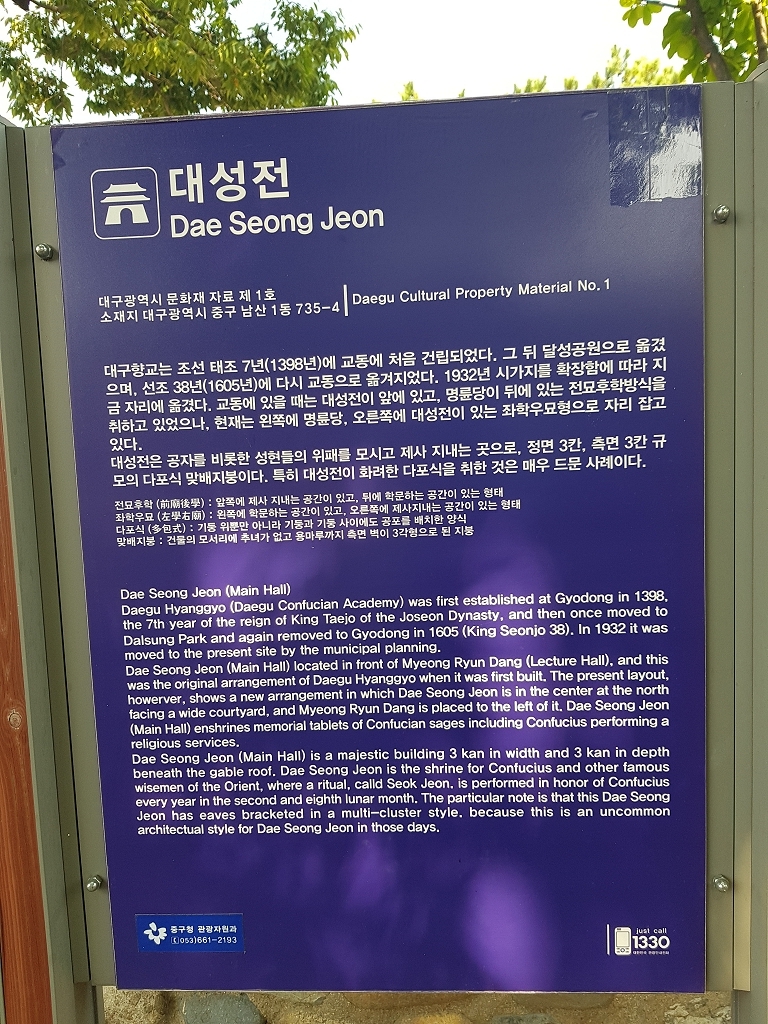 대성전
Dae Seong Jeon
대구광역시 문화재 자료 제 1호
소재지 대구광역시 중구 남산 1동 735-4
Daegu Cultural Property Material No. 1
대구향교는 조선 태조 7년(1398년)에 교동에 처음 건립되었다. 그 뒤 달성공원으로 옮겼
으며, 선조 38년(1605년)에 다시 교동으로 옮겨지었다. 1932년 시가지를 확장함에 따라 지
금 자리에 옮겼다. 교동에 있을 때는 대성전이 앞에 있고, 명륜당이 뒤에 있는 전묘후학방식을
취하고 있었으나, 현재는 왼쪽에 명륜당, 오른쪽에 대성전이 있는 좌학우묘형으로 자리 잡고
있다.
대성전은 공자를 비롯한 성현들의 위패를 모시고 제사 지내는 곳으로, 정면 3칸, 측면 3칸 규
모의 다포식 맞배지붕이다. 특히 대성전이 화려한 다포식을 취한 것은 매우 드문 사례이다.
전묘후학 (前廟後學) : 앞쪽에 제사 지내는 공간이 있고, 뒤에 학문하는 공간이 있는 형태
좌학우묘 (左學右廟) : 왼쪽에 학문하는 공간이 있고, 오른쪽에 제사지내는 공간이 있는 형태
다포식 (多包式) : 기둥 위뿐만 아니라 기둥과 기둥 사이에도 공포를 배치한 양식
맞배지붕 : 건물의 모서리에 추녀가 없고 용마루까지 측면 벽이 3각형으로 된 지붕
Dae Seong Jeon (Main Hall)
Daegu Hyanggyo (Daegu Confucian Academy) was first established at Gyodong in 1398,
the 7th year of the reign of King Taejo of the Joseon Dynasty, and then once moved to
Dalsung Park and again removed to Gyodong in 1605 (King Seonjo 38). In 1932 it was
moved to the present site by the municipal planning.
Dae Seong Jeon (Main Hall) located in front of Myeong Ryun Dang (Lecture Hall), and this
was the original arrangement of Daegu Hyanggyo when it was first built. The present layout,
howerver, shows a new arrangement in which Dae Seong Jeon is in the center at the north
facing a wide courtyard, and Myeong Ryun Dang is placed to the left of it. Dae Seong Jeon
(Main Hall) enshrines memorial tablets of Confucian sages including Confucius performing a
religious services.
Dae Seong Jeon (Main Hall) is a majestic building 3 kan in width and 3 kan in depth
beneath the gable roof. Dae Seong Jeon is the shrine for Confucius and other famous
wisemen of the Orient, where a ritual, calld Seok Jeon, is performed in honor of Confucius
every year in the second and eighth lunar month. The particular note is that this Dae Seong
Jeon has eaves bracketed in a multi-cluster style, because this is an uncommon
architectual style for Dae Seong Jeon in those days.
중구청 관광자원과
(053)661-2193
just call
1330